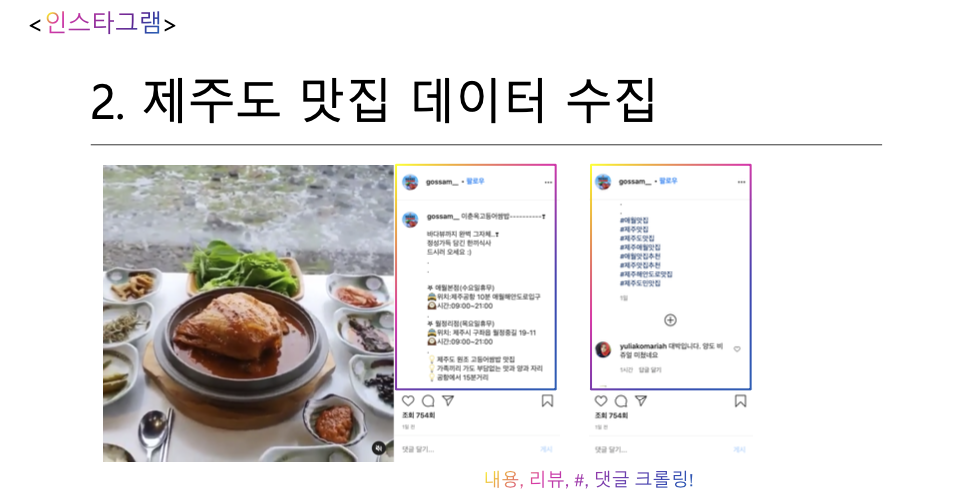 <인스타그램>
2. 제주도 맛집 데이터 수집
gossam__ • 팔로우
gossam__ 이춘옥고등어쌈밥----------❣
바다뷰까지 완벽 그자체..❣
정성가득 담긴 한끼식사
드시러 오세요 :)
.
.
애월본점(수요일휴무)
위치:제주공항 10분 애월해안도로입구
시간:09:00~21:00
.
월정리점(목요일휴무)
위치: 제주시 구좌읍 월정중길 19-11
시간:09:00~21:00
.
제주도 원조 고등어쌈밥 맛집
가족끼리 가도 부담없는 맛과 양과 자리
공항에서 15분거리
조회 754회
1일 전
댓글 달기...
게시
gossam__ • 팔로우
.
.
#애월맛집
#제주맛집
#제주도맛집
#제주애월맛집
#애월맛집추천
#제주맛집추천
#제주해안도로맛집
#제주도민맛집
1일
yuliakomariah 대박입니다. 양도 비
쥬얼 미쳤네요
1시간 답글 달기
조회 754회
1일 전
댓글 달기...
게시
내용, 리뷰, #, 댓글 크롤링!